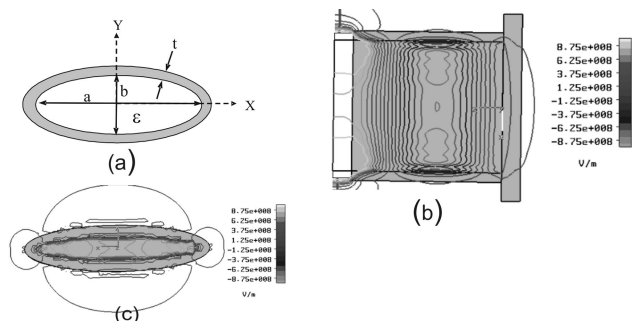 Y
t
a
b
X
ε
(a)
8.75e+008
6.25e+008
3.75e+008
1.25e+008
-1.25e+008
-3.75e+008
-6.25e+008
-8.75e+008
V/m
(b)
8.75e+008
6.25e+008
3.75e+008
1.25e+008
-1.25e+008
-3.75e+008
-6.25e+008
-8.75e+008
V/m
(c)